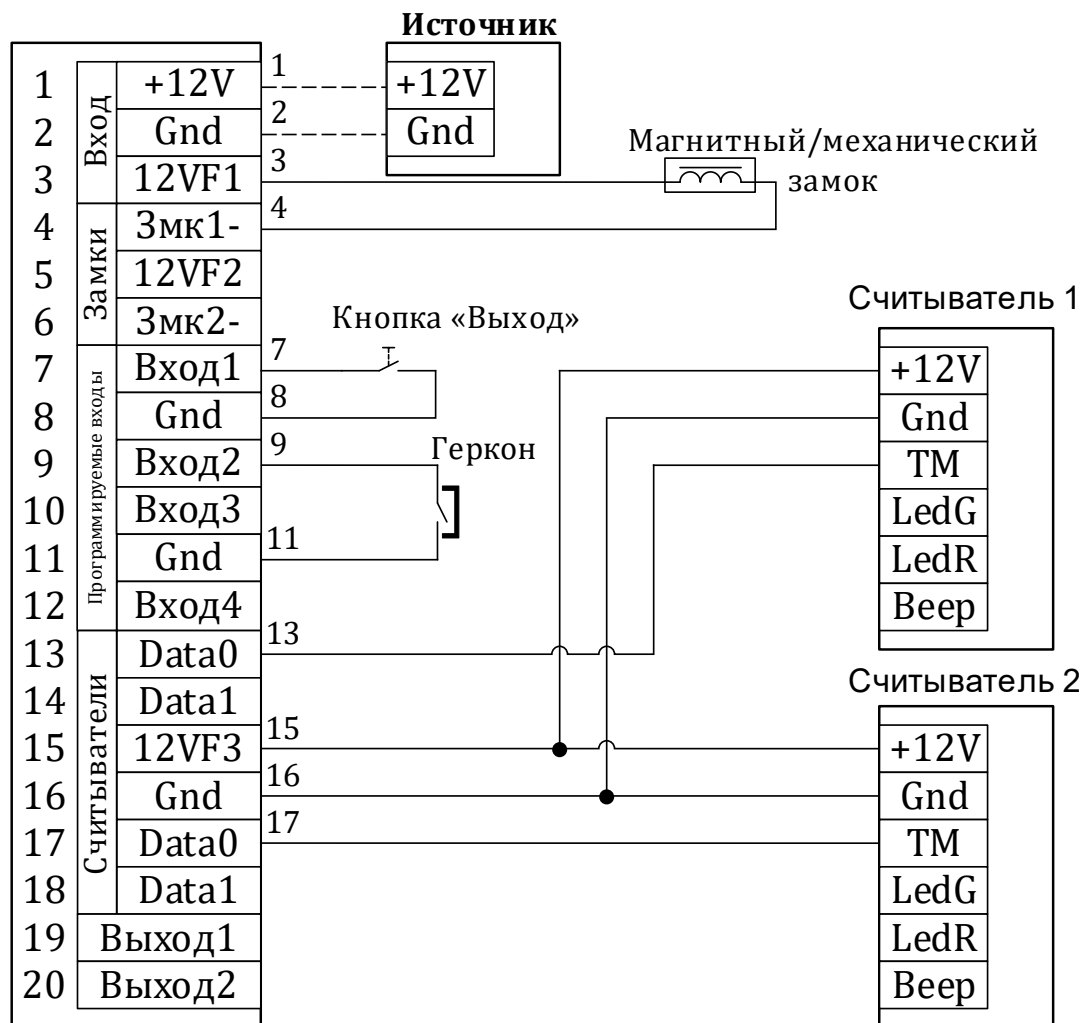 Источник
1 +12V 1 +12V
2 Gnd 2 Gnd
3 12VF1 3
Вход
Магнитный/механический
замок
4 Змк1- 4
5 12VF2
6 Змк2-
Замки
Кнопка «Выход»
7 Вход1 7
8 Gnd 8
9 Вход2 9
Геркон
10 Вход3
11 Gnd 11
12 Вход4
Программируемые входы
13 Data0 13
14 Data1
15 12VF3 15
16 Gnd 16
17 Data0 17
18 Data1
Считыватели
19 Выход1
20 Выход2
Считыватель 1
+12V
Gnd
TM
LedG
LedR
Beep
Считыватель 2
+12V
Gnd
TM
LedG
LedR
Beep